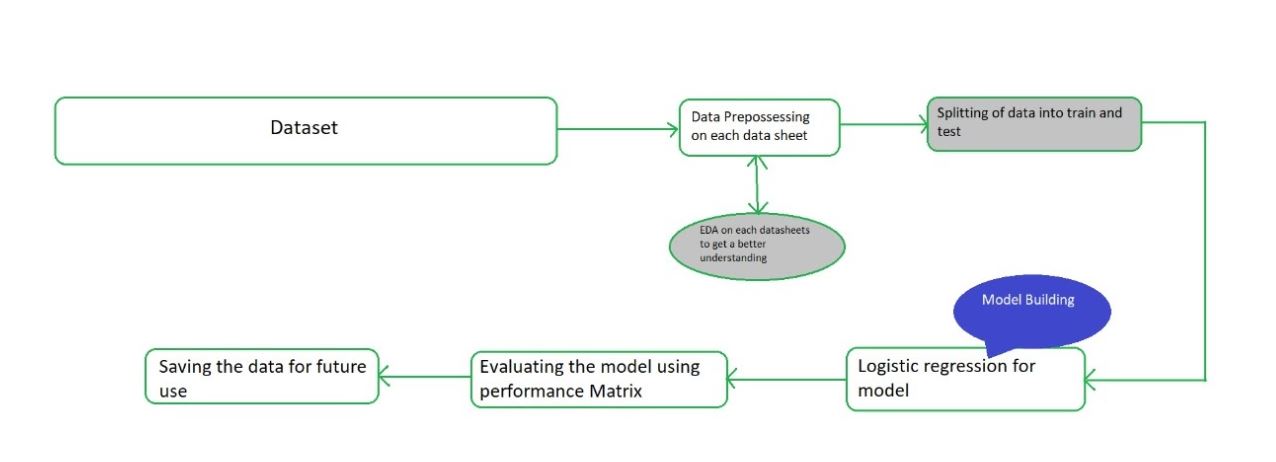 Dataset
Data Prepossessing
on each data sheet
Splitting of data into train and
test
EDA on each datasheets
to get a better
understanding
Model Building
Logistic regression for
model
Evaluating the model using
performance Matrix
Saving the data for future
use